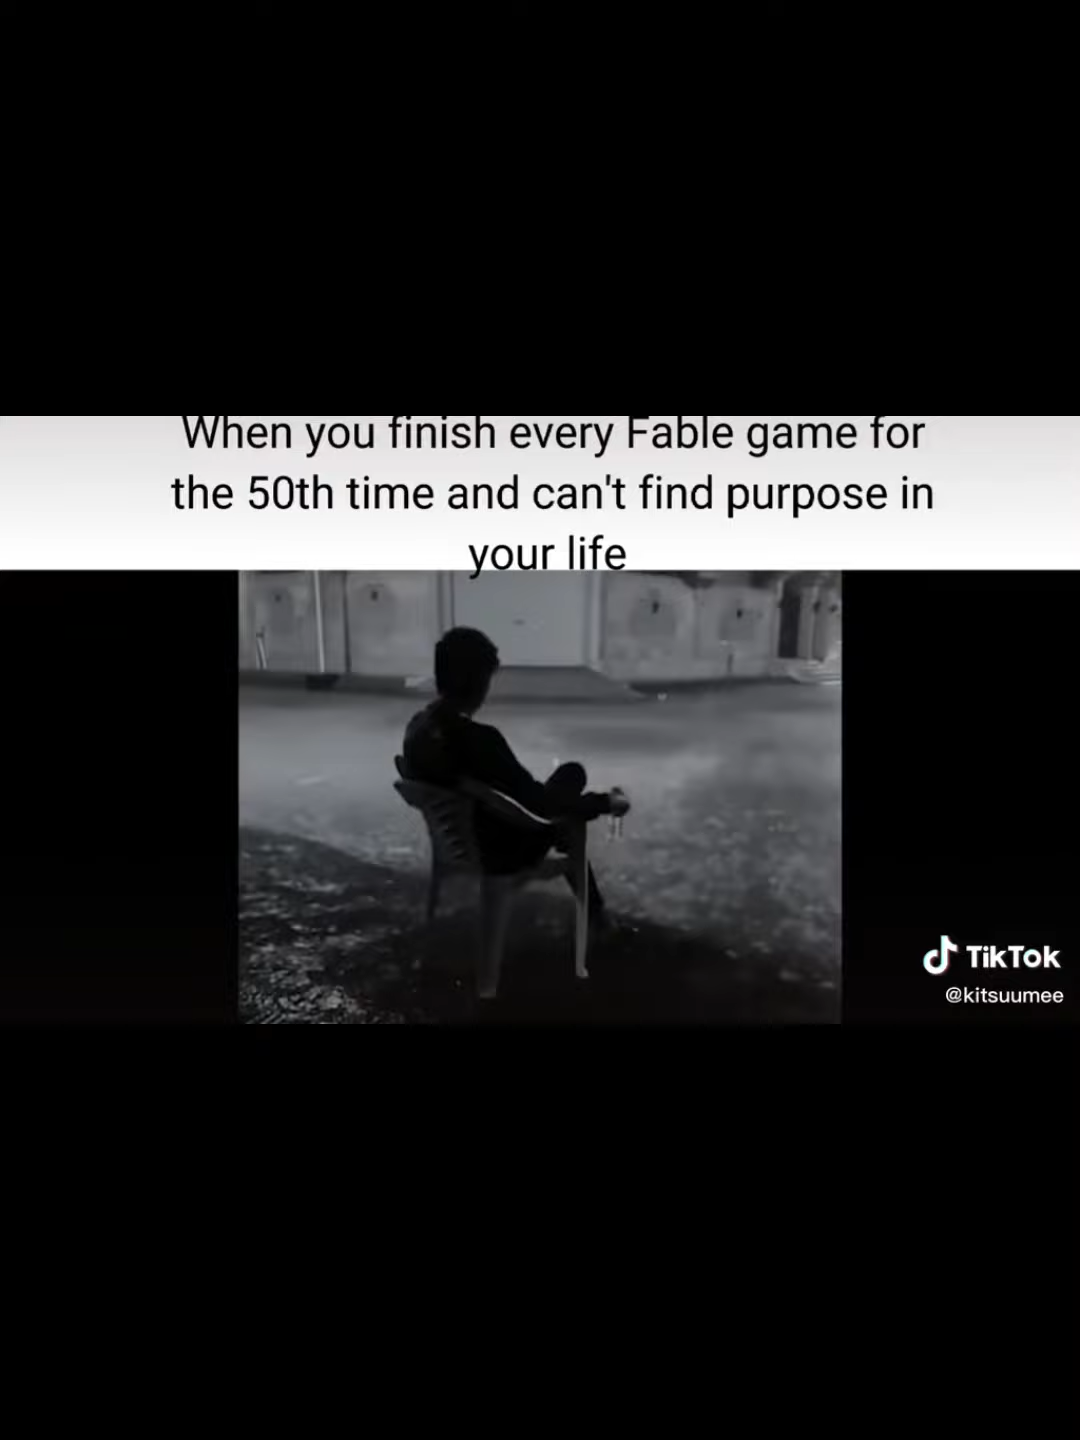 When you finish every Fable game for
the 50th time and can't find purpose in
your life
TikTok
@kitsuumee